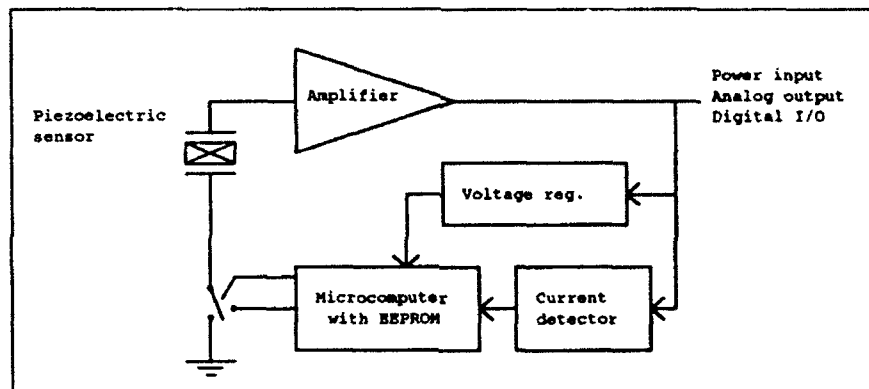 Piezoelectric
sensor
Amplifier
Power input
Analog output
Digital I/O
Voltage reg.
Microcomputer
with EEPROM
Current
detector